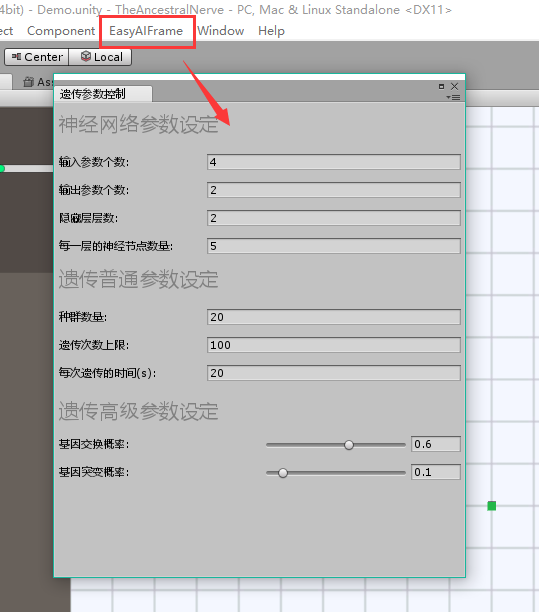 4bit) - Demo.unity - TheAncestralNerve - PC, Mac & Linux Standalone <DX11>
ect Component EasyAIFrame Window Help
Center Local
As
遗传参数控制
神经网络参数设定
输入参数个数: 4
输出参数个数: 2
隐藏层层数: 2
每一层的神经节点数量: 5
遗传普通参数设定
种群数量: 20
遗传次数上限: 100
每次遗传的时间(s): 20
遗传高级参数设定
基因交换概率: 0.6
基因突变概率: 0.1